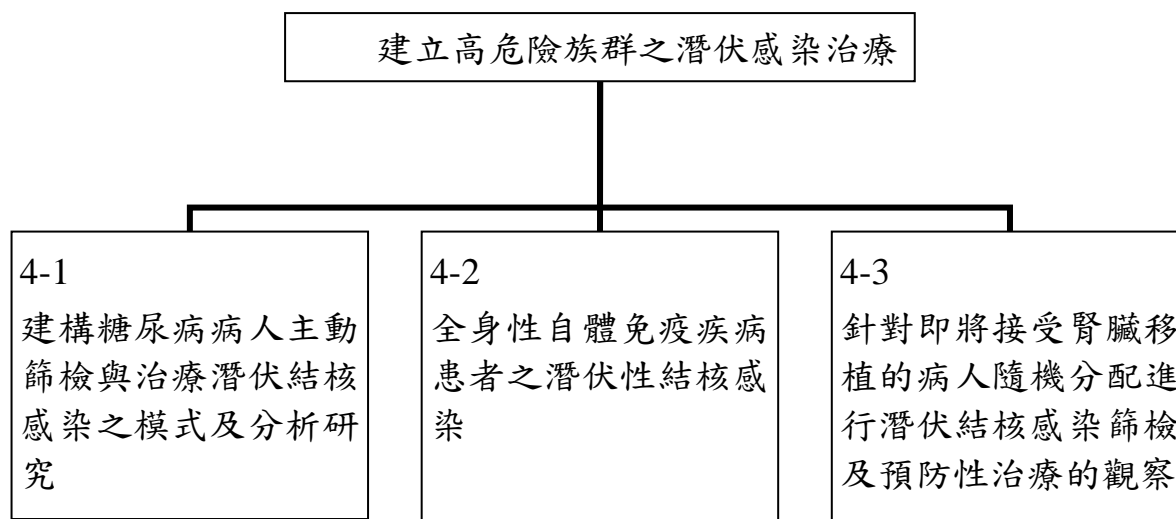 建立高危險族群之潛伏感染治療
4-1
建構糖尿病病人主動
篩檢與治療潛伏結核
感染之模式及分析研
究
4-2
全身性自體免疫疾病
患者之潛伏性結核感
染
4-3
針對即將接受腎臟移
植的病人隨機分配進
行潛伏結核感染篩檢
及預防性治療的觀察